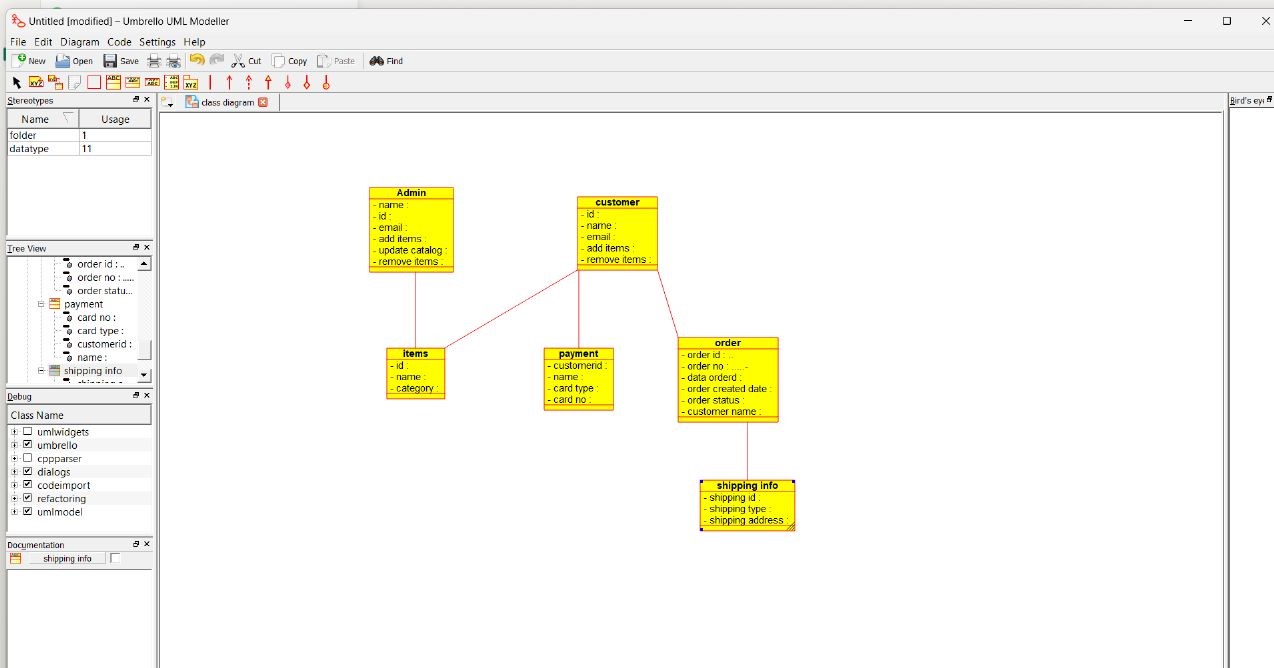 Untitled [modified] – Umbrello UML Modeller
File Edit Diagram Code Settings Help
New Open Save Cut Copy Paste Find
Stereotypes
class diagram
Bird's eye
Name Usage
folder 1
datatype 11
Tree View
order id : ..
order no : .....
order statu...
payment
card no :
card type :
customerid :
name :
shipping info
Debug
Class Name
umlwidgets
umbrello
cppparser
dialogs
codeimport
refactoring
umlmodel
Documentation
shipping info
Admin
- name :
- id :
- email :
- add items :
- update catalog :
- remove items :
customer
- id :
- name :
- email :
- add items :
- remove items :
items
- id :
- name :
- category :
payment
- customerid :
- name :
- card type :
- card no :
order
- order id : ..
- order no : .....-
- data orderd :
- order created date :
- order status :
- customer name :
shipping info
- shipping id :
- shipping type :
- shipping address :